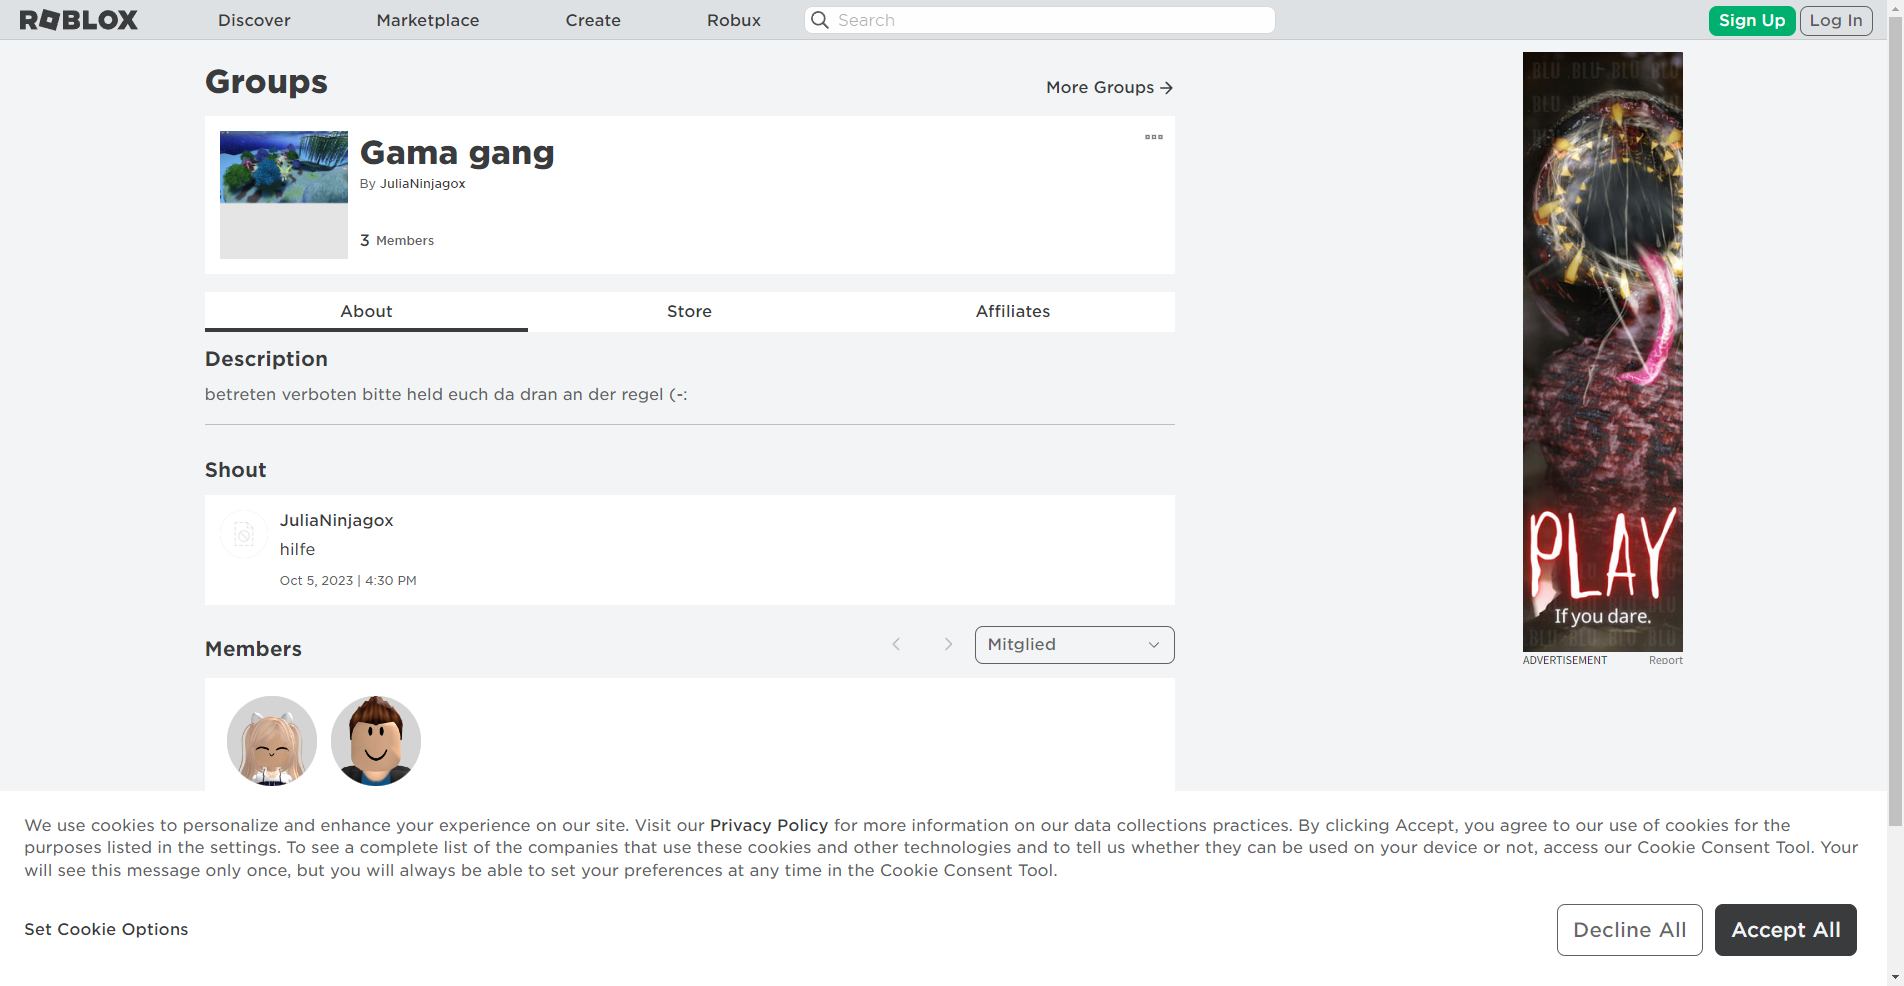 ROBLOX
Discover
Marketplace
Create
Robux
Search
Sign Up
Log In
Groups
More Groups
Gama gang
By JuliaNinjagox
3 Members
About
Store
Affiliates
Description
betreten verboten bitte held euch da dran an der regel (-:
Shout
JuliaNinjagox
hilfe
Oct 5, 2023 | 4:30 PM
Members
Mitglied
BLU BLU BLU BLU
PLAY
If you dare.
BLU BLU BLU BLU
ADVERTISEMENT
Report
We use cookies to personalize and enhance your experience on our site. Visit our Privacy Policy for more information on our data collections practices. By clicking Accept, you agree to our use of cookies for the
purposes listed in the settings. To see a complete list of the companies that use these cookies and other technologies and to tell us whether they can be used on your device or not, access our Cookie Consent Tool. Your
will see this message only once, but you will always be able to set your preferences at any time in the Cookie Consent Tool.
Set Cookie Options
Decline All
Accept All